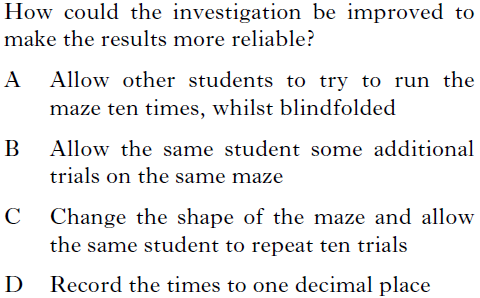 How could the investigation be improved to
make the results more reliable?
A Allow other students to try to run the
maze ten times, whilst blindfolded
B Allow the same student some additional
trials on the same maze
C Change the shape of the maze and allow
the same student to repeat ten trials
D Record the times to one decimal place